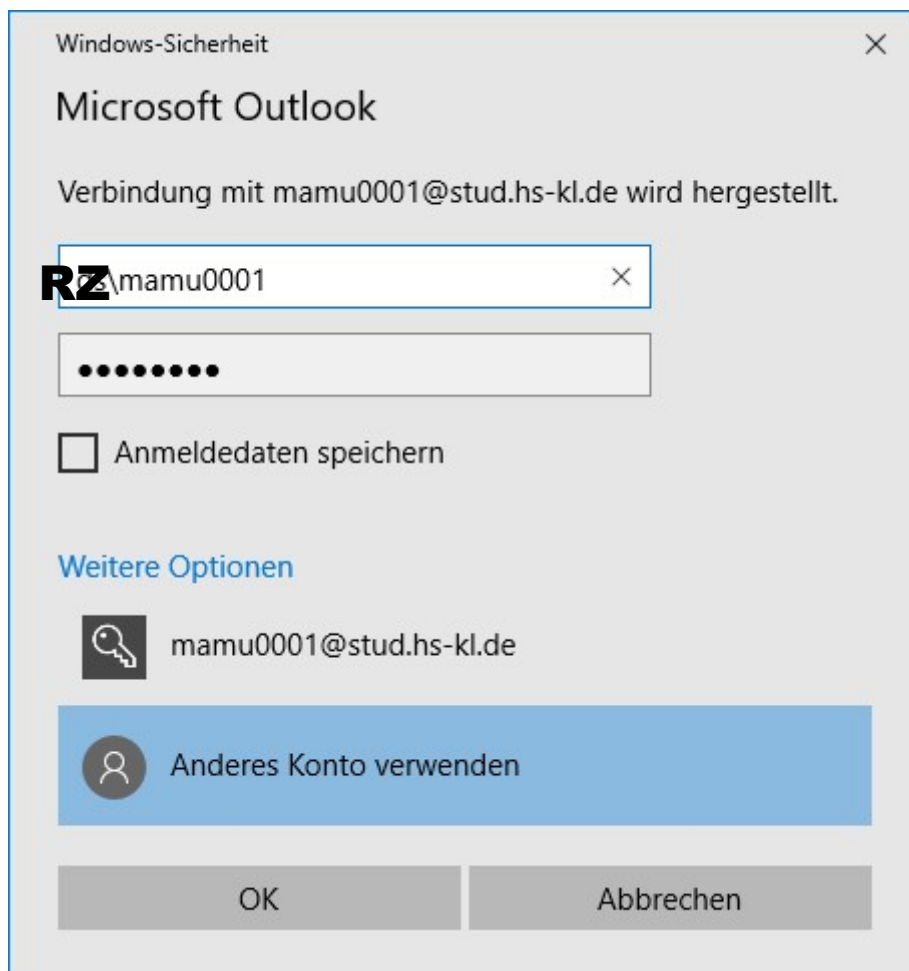 Windows-Sicherheit
Microsoft Outlook
Verbindung mit mamu0001@stud.hs-kl.de wird hergestellt.
RZ\mamu0001
●●●●●●●●
Anmeldedaten speichern
Weitere Optionen
mamu0001@stud.hs-kl.de
Anderes Konto verwenden
OK Abbrechen